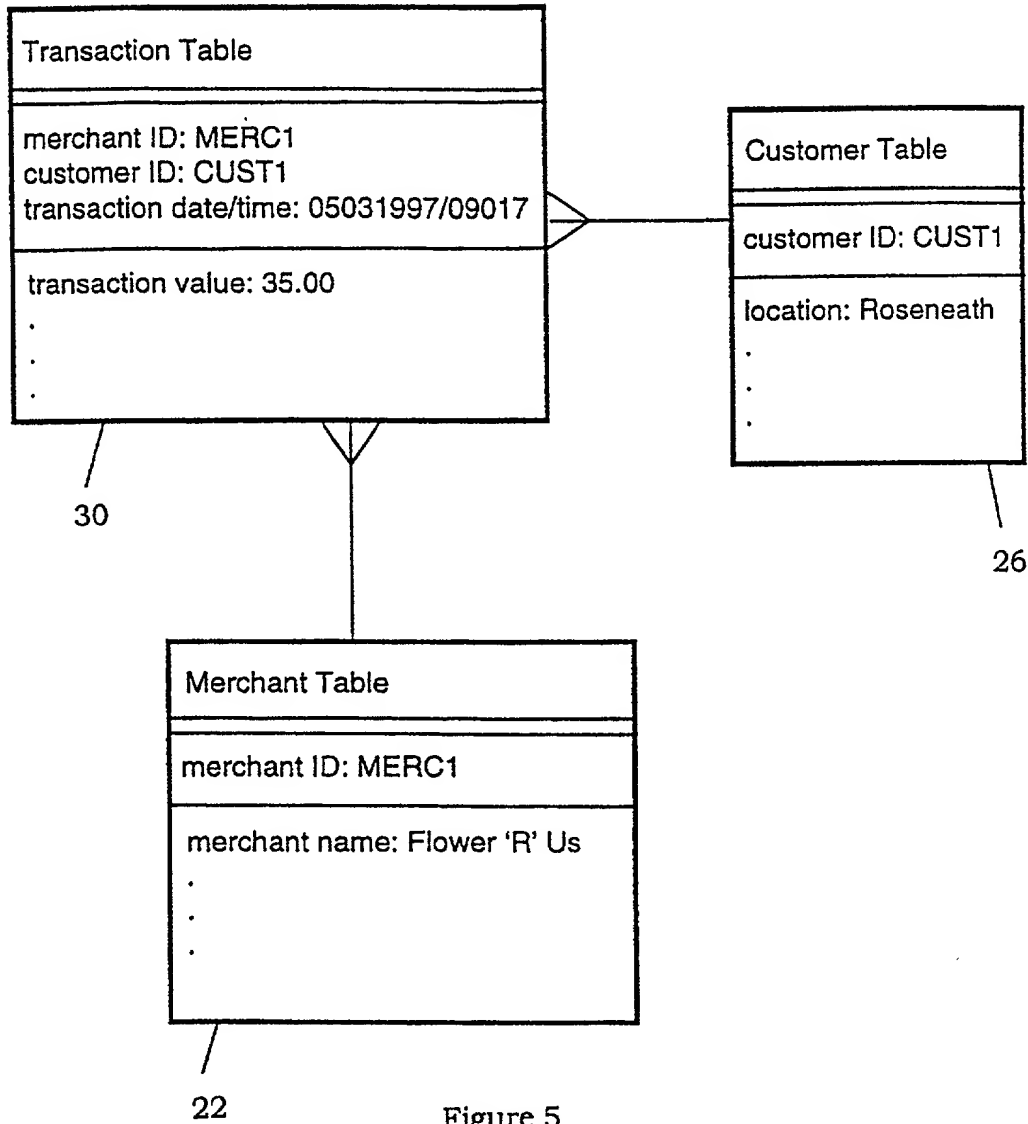 Transaction Table
merchant ID: MERC1
customer ID: CUST1
transaction date/time: 05031997/09017
transaction value: 35.00
.
.
.
30
Customer Table
customer ID: CUST1
location: Roseneath
.
.
.
26
Merchant Table
merchant ID: MERC1
merchant name: Flower ‘R’ Us
.
.
.
22
Figure 5